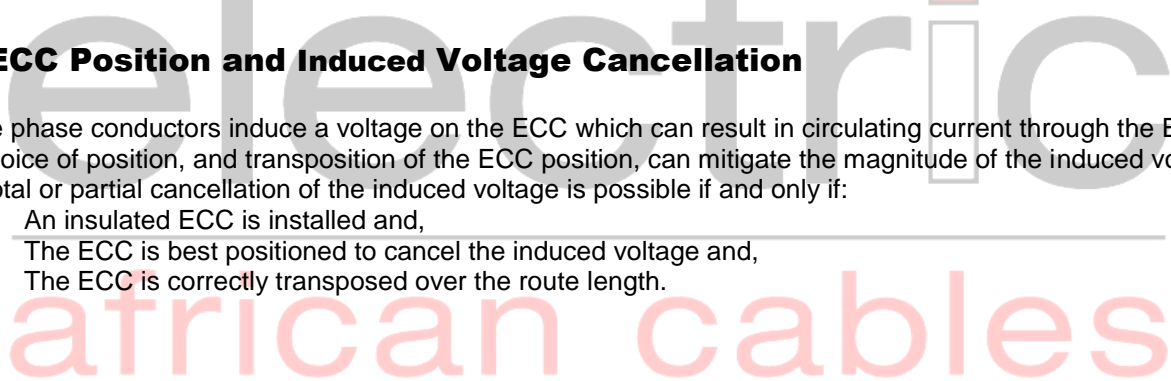 electric
ECC Position and Induced Voltage Cancellation
e phase conductors induce a voltage on the ECC which can result in circulating current through the E
oice of position, and transposition of the ECC position, can mitigate the magnitude of the induced vo
otal or partial cancellation of the induced voltage is possible if and only if:
An insulated ECC is installed and,
The ECC is best positioned to cancel the induced voltage and,
The ECC is correctly transposed over the route length.
african cables